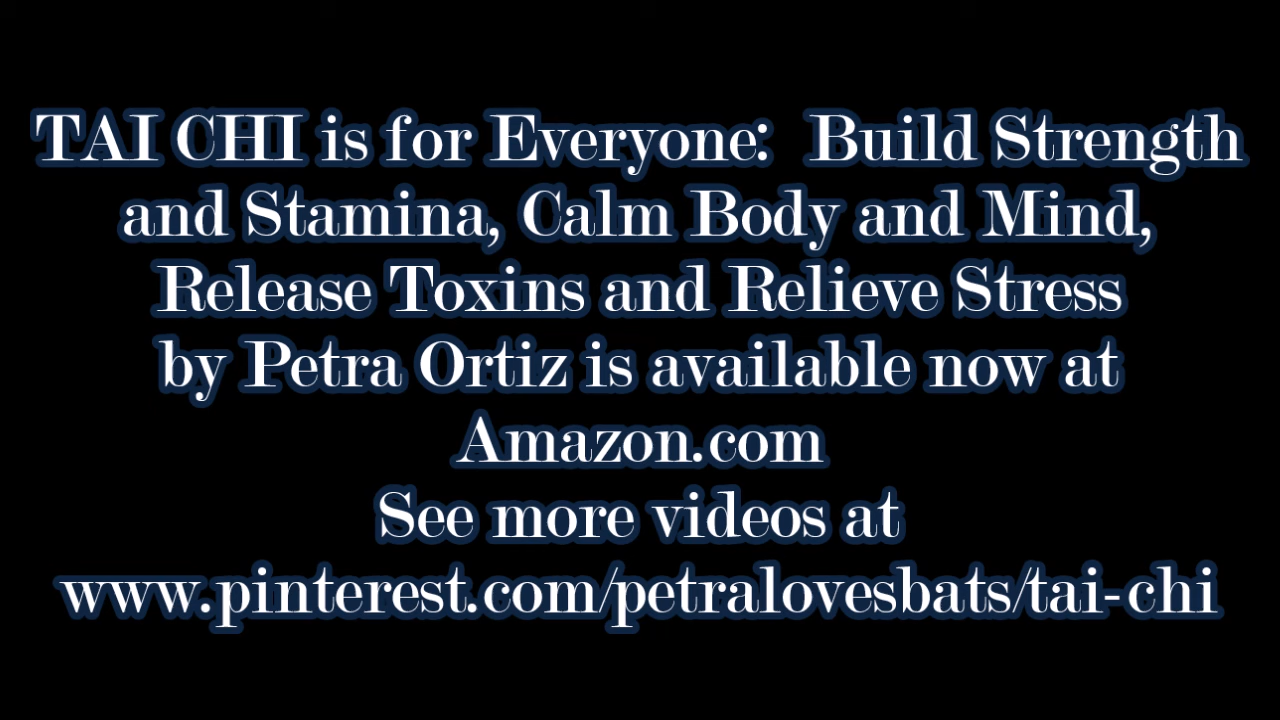 TAI CHI is for Everyone:  Build Strength
and Stamina, Calm Body and Mind,
Release Toxins and Relieve Stress
by Petra Ortiz is available now at
Amazon.com
See more videos at
www.pinterest.com/petralovesbats/tai-chi